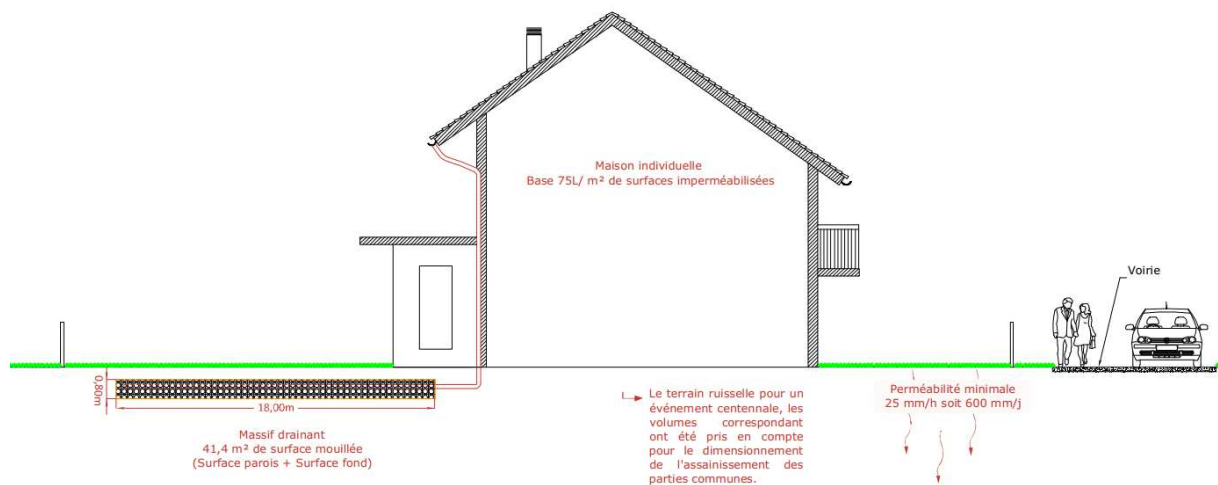 Maison individuelle
Base 75L/ m² de surfaces imperméabilisées
Voirie
0,80m
18,00m
Massif drainant
41,4 m² de surface mouillée
(Surface parois + Surface fond)
Le terrain ruisselle pour un
événement centennale, les
volumes correspondant
ont été pris en compte
pour le dimensionnement
de l'assainissement des
parties communes.
Perméabilité minimale
25 mm/h soit 600 mm/j